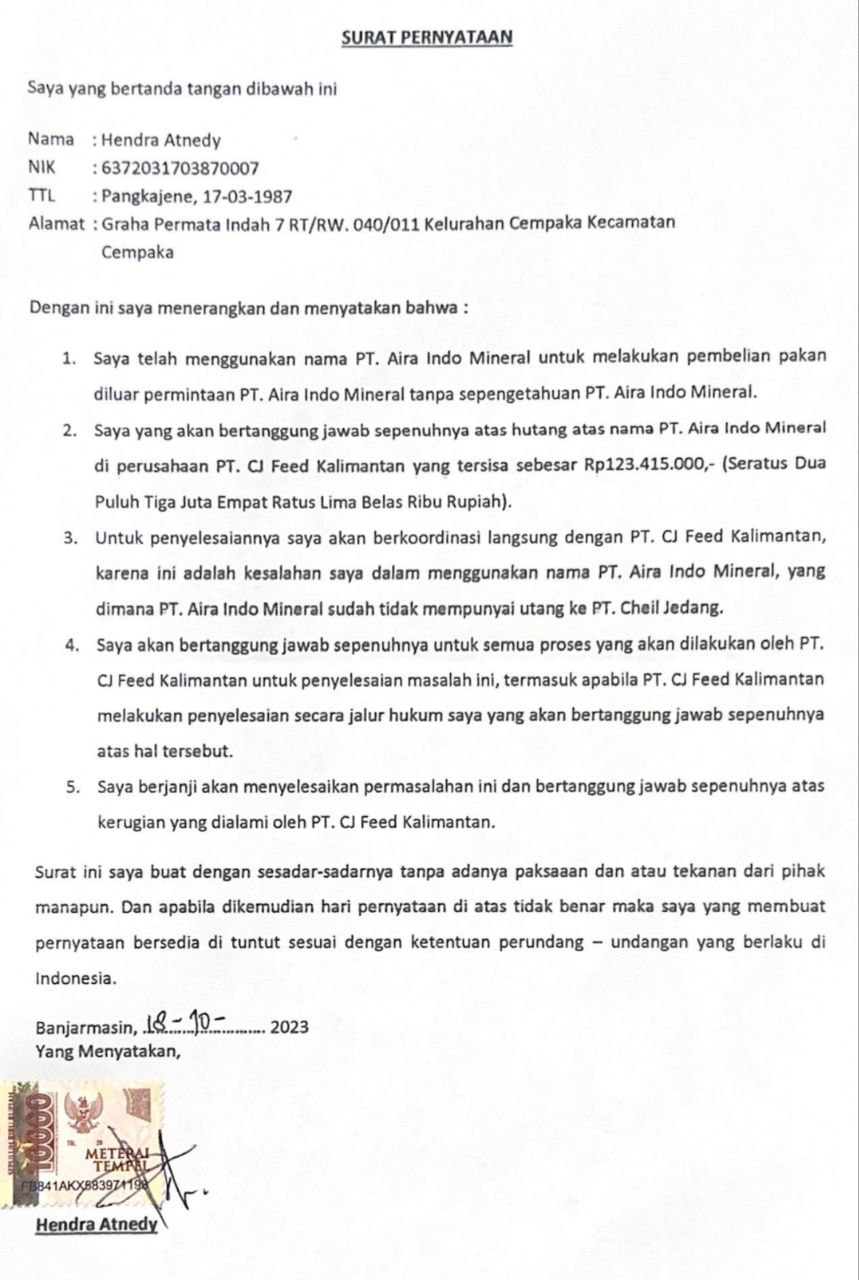 SURAT PERNYATAAN
Saya yang bertanda tangan dibawah ini
Nama : Hendra Atnedy
NIK : 6372031703870007
TTL : Pangkajene, 17-03-1987
Alamat : Graha Permata Indah 7 RT/RW. 040/011 Kelurahan Cempaka Kecamatan
Cempaka
Dengan ini saya menerangkan dan menyatakan bahwa :
1. Saya telah menggunakan nama PT. Aira Indo Mineral untuk melakukan pembelian pakan
diluar permintaan PT. Aira Indo Mineral tanpa sepengetahuan PT. Aira Indo Mineral.
2. Saya yang akan bertanggung jawab sepenuhnya atas hutang atas nama PT. Aira Indo Mineral
di perusahaan PT. CJ Feed Kalimantan yang tersisa sebesar Rp123.415.000,- (Seratus Dua
Puluh Tiga Juta Empat Ratus Lima Belas Ribu Rupiah).
3. Untuk penyelesaiannya saya akan berkoordinasi langsung dengan PT. CJ Feed Kalimantan,
karena ini adalah kesalahan saya dalam menggunakan nama PT. Aira Indo Mineral, yang
dimana PT. Aira Indo Mineral sudah tidak mempunyai utang ke PT. Cheil Jedang.
4. Saya akan bertanggung jawab sepenuhnya untuk semua proses yang akan dilakukan oleh PT.
CJ Feed Kalimantan untuk penyelesaian masalah ini, termasuk apabila PT. CJ Feed Kalimantan
melakukan penyelesaian secara jalur hukum saya yang akan bertanggung jawab sepenuhnya
atas hal tersebut.
5. Saya berjanji akan menyelesaikan permasalahan ini dan bertanggung jawab sepenuhnya atas
kerugian yang dialami oleh PT. CJ Feed Kalimantan.
Surat ini saya buat dengan sesadar-sadarnya tanpa adanya paksaaan dan atau tekanan dari pihak
manapun. Dan apabila dikemudian hari pernyataan di atas tidak benar maka saya yang membuat
pernyataan bersedia di tuntut sesuai dengan ketentuan perundang – undangan yang berlaku di
Indonesia.
Banjarmasin, 18-10- 2023
Yang Menyatakan,
10000
METERAI
TEMPEL
Hendra Atnedy